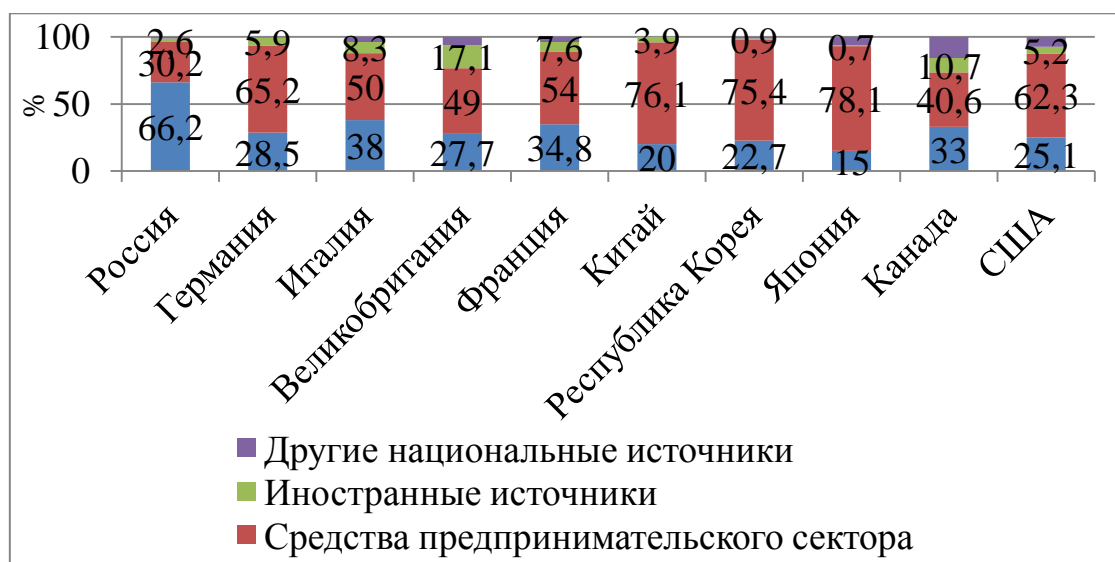 100
50
0
%
2,6 5,9 8,3 17,1 7,6 3,9 0,9 0,7 10,7 5,2
30,2 65,2 50 49 54 76,1 75,4 78,1 40,6 62,3
66,2 28,5 38 27,7 34,8 20 22,7 15 33 25,1
Россия
Германия
Италия
Великобритания
Франция
Китай
Республика Корея
Япония
Канада
США
Другие национальные источники
Иностранные источники
Средства предпринимательского сектора